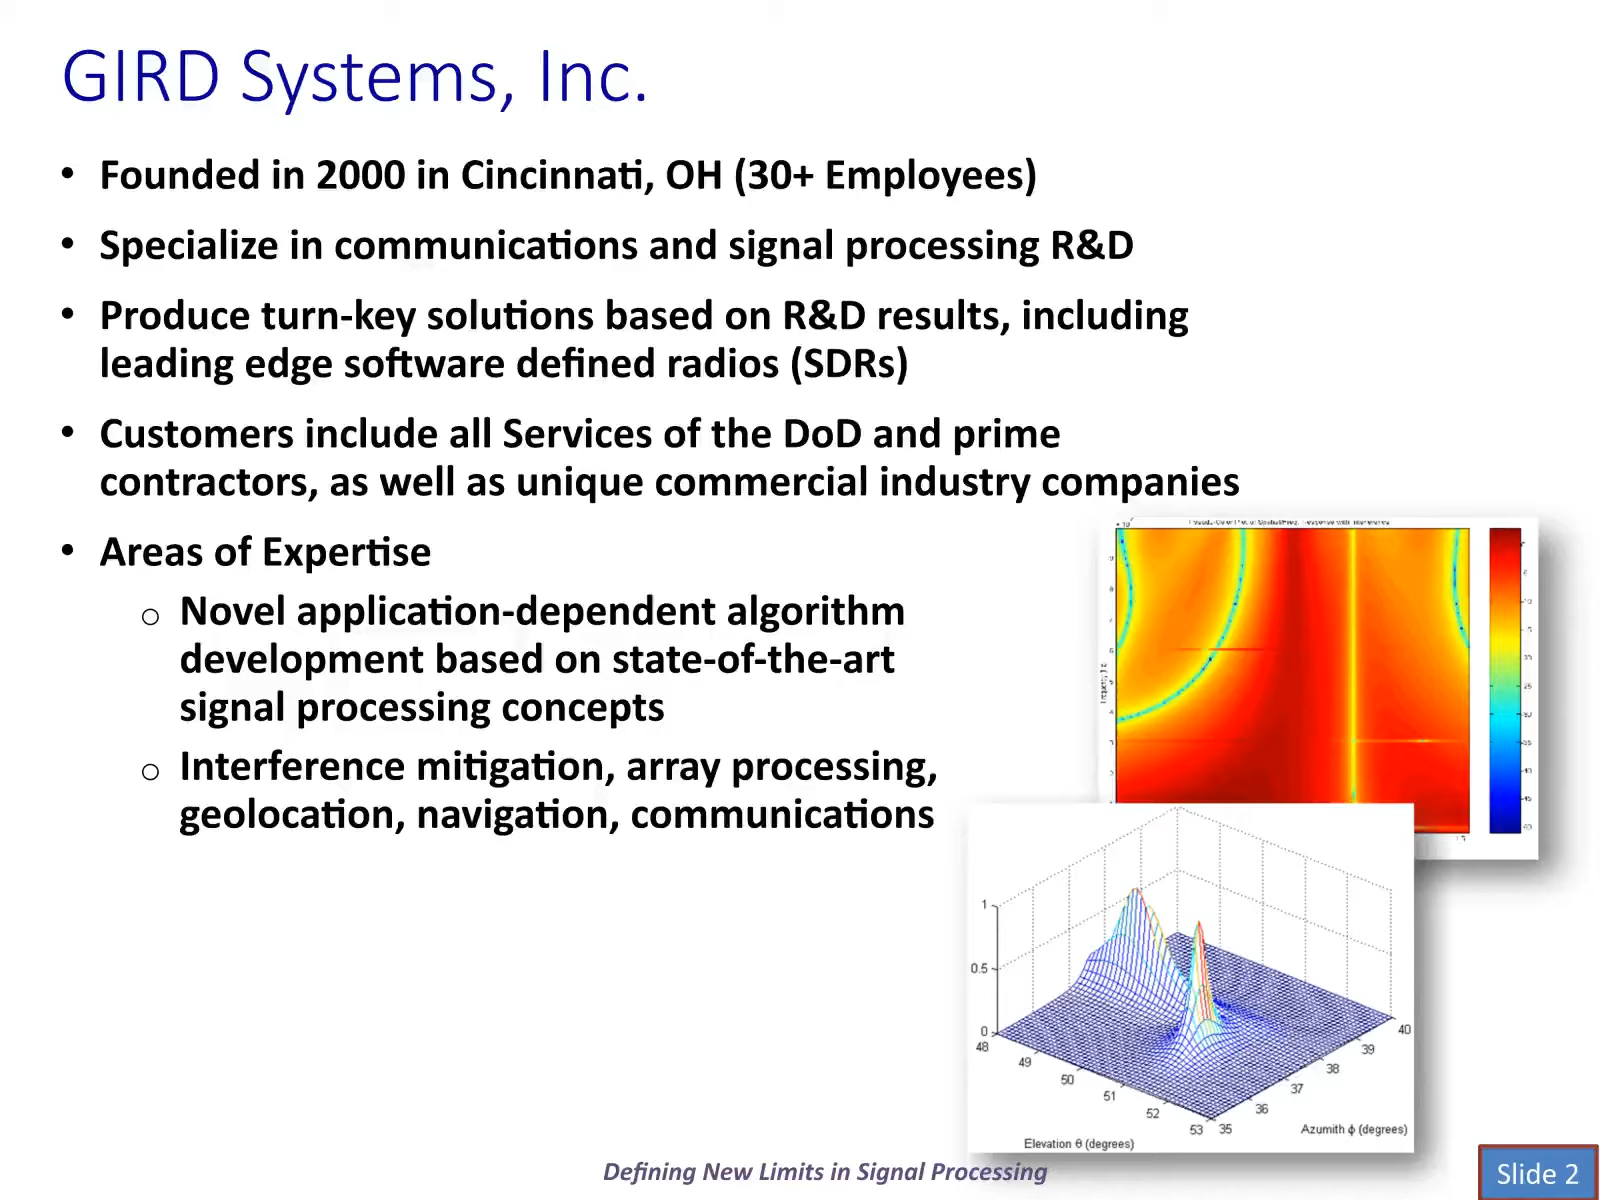 GIRD Systems, Inc.
• Founded in 2000 in Cincinnati, OH (30+ Employees)
• Specialize in communications and signal processing R&D
• Produce turn-key solutions based on R&D results, including
leading edge software defined radios (SDRs)
• Customers include all Services of the DoD and prime
contractors, as well as unique commercial industry companies
• Areas of Expertise
o Novel application-dependent algorithm
development based on state-of-the-art
signal processing concepts
o Interference mitigation, array processing,
geolocation, navigation, communications
1
0.5
0
48
49
50
51
52
53
35
36
37
38
39
40
Elevation θ (degrees)
Azumith ϕ (degrees)
Defining New Limits in Signal Processing
Slide 2